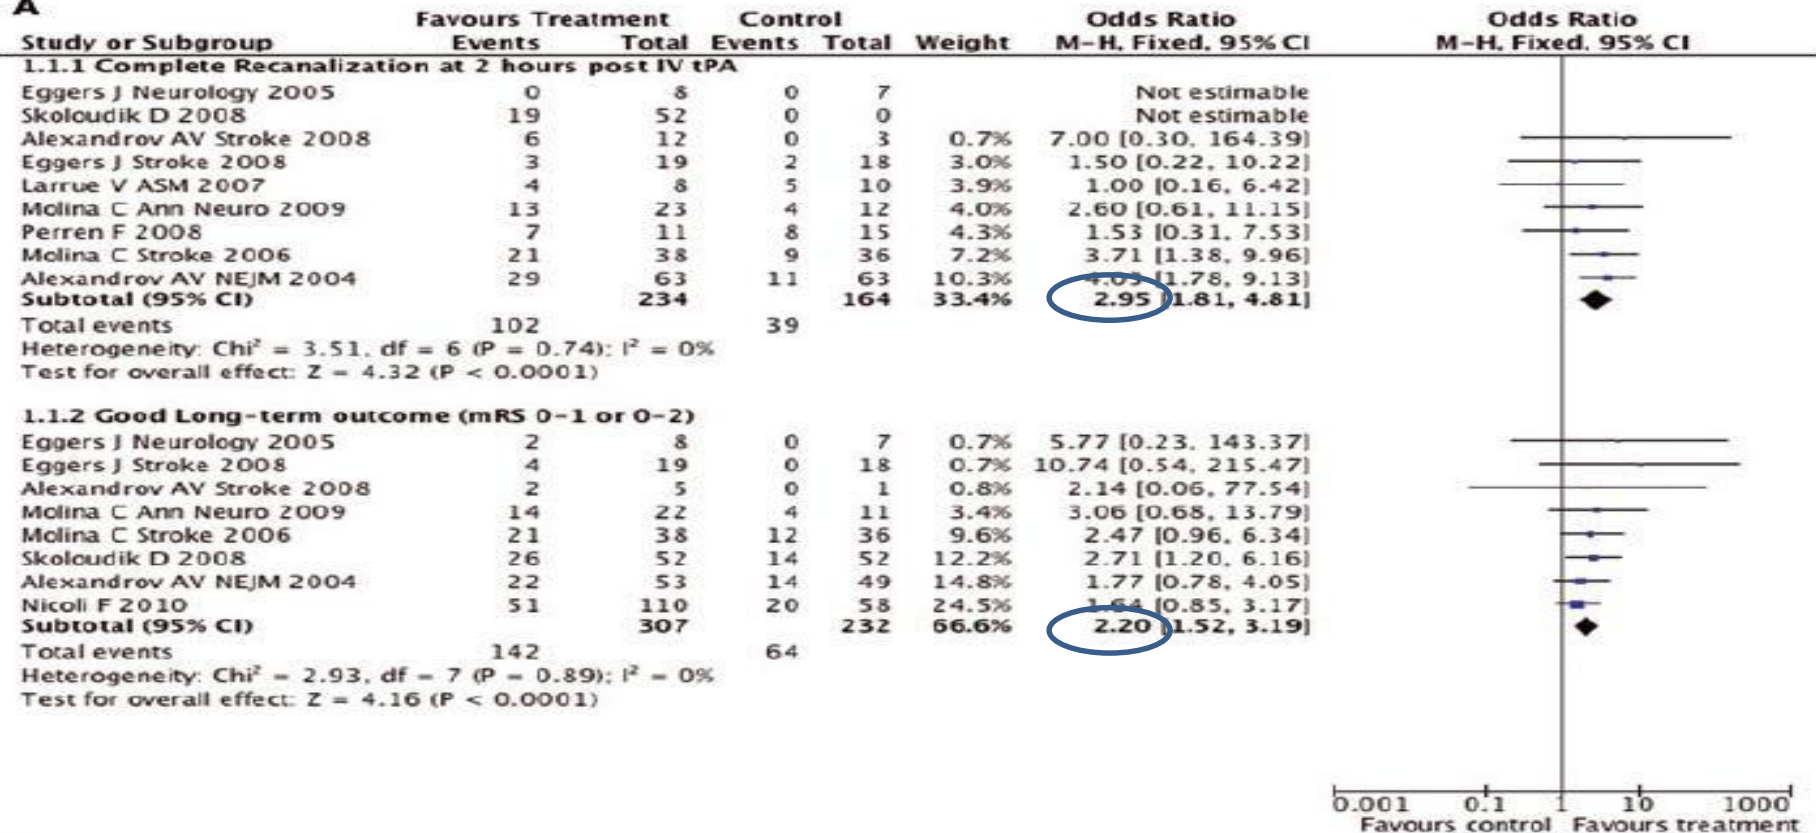 A
Favours Treatment Control Odds Ratio Odds Ratio
Study or Subgroup Events Total Events Total Weight M-H, Fixed, 95% CI M-H, Fixed, 95% CI
1.1.1 Complete Recanalization at 2 hours post IV tPA
Eggers J Neurology 2005 0 8 0 7 Not estimable
Skoloudik D 2008 19 52 0 0 Not estimable
Alexandrov AV Stroke 2008 6 12 0 3 0.7% 7.00 [0.30, 164.39]
Eggers J Stroke 2008 3 19 2 18 3.0% 1.50 [0.22, 10.22]
Larrue V ASM 2007 4 8 5 10 3.9% 1.00 [0.16, 6.42]
Molina C Ann Neuro 2009 13 23 4 12 4.0% 2.60 [0.61, 11.15]
Perren F 2008 7 11 8 15 4.3% 1.53 [0.31, 7.53]
Molina C Stroke 2006 21 38 9 36 7.2% 3.71 [1.38, 9.96]
Alexandrov AV NEJM 2004 29 63 11 63 10.3% 4.03 [1.78, 9.13]
Subtotal (95% CI) 234 164 33.4% 2.95 [1.81, 4.81]
Total events 102 39
Heterogeneity: Chi² = 3.51, df = 6 (P = 0.74); I² = 0%
Test for overall effect: Z = 4.32 (P < 0.0001)
1.1.2 Good Long-term outcome (mRS 0-1 or 0-2)
Eggers J Neurology 2005 2 8 0 7 0.7% 5.77 [0.23, 143.37]
Eggers J Stroke 2008 4 19 0 18 0.7% 10.74 [0.54, 215.47]
Alexandrov AV Stroke 2008 2 5 0 1 0.8% 2.14 [0.06, 77.54]
Molina C Ann Neuro 2009 14 22 4 11 3.4% 3.06 [0.68, 13.79]
Molina C Stroke 2006 21 38 12 36 9.6% 2.47 [0.96, 6.34]
Skoloudik D 2008 26 52 14 52 12.2% 2.71 [1.20, 6.16]
Alexandrov AV NEJM 2004 22 53 14 49 14.8% 1.77 [0.78, 4.05]
Nicoli F 2010 51 110 20 58 24.5% 1.64 [0.85, 3.17]
Subtotal (95% CI) 307 232 66.6% 2.20 [1.52, 3.19]
Total events 142 64
Heterogeneity: Chi² = 2.93, df = 7 (P = 0.89); I² = 0%
Test for overall effect: Z = 4.16 (P < 0.0001)
0.001 0.1 1 10 1000
Favours control Favours treatment